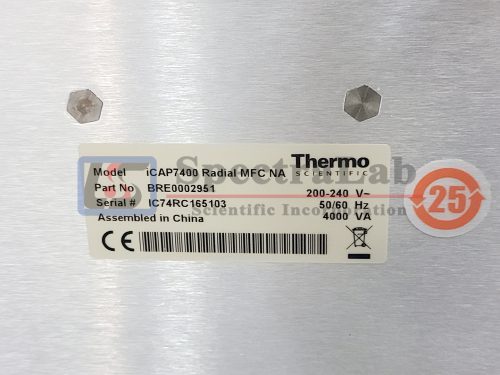 Thermo
SCIENTIFIC
Model iCAP7400 Radial MFC NA
Part No BRE0002951
200-240 V~
Serial # IC74RC165103
50/60 Hz
Assembled in China
4000 VA
CE
25
SpectraLab
Scientific Incorporation